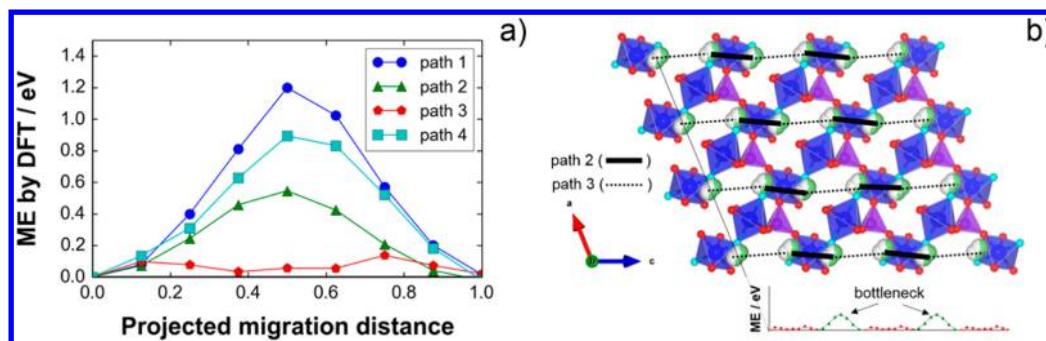 a)
ME by DFT / eV
1.4
1.2
1.0
0.8
0.6
0.4
0.2
0.0
0.0 0.2 0.4 0.6 0.8 1.0
Projected migration distance
path 1
path 2
path 3
path 4
b)
path 2 ( )
path 3 ( )
a
c
ME / eV
bottleneck